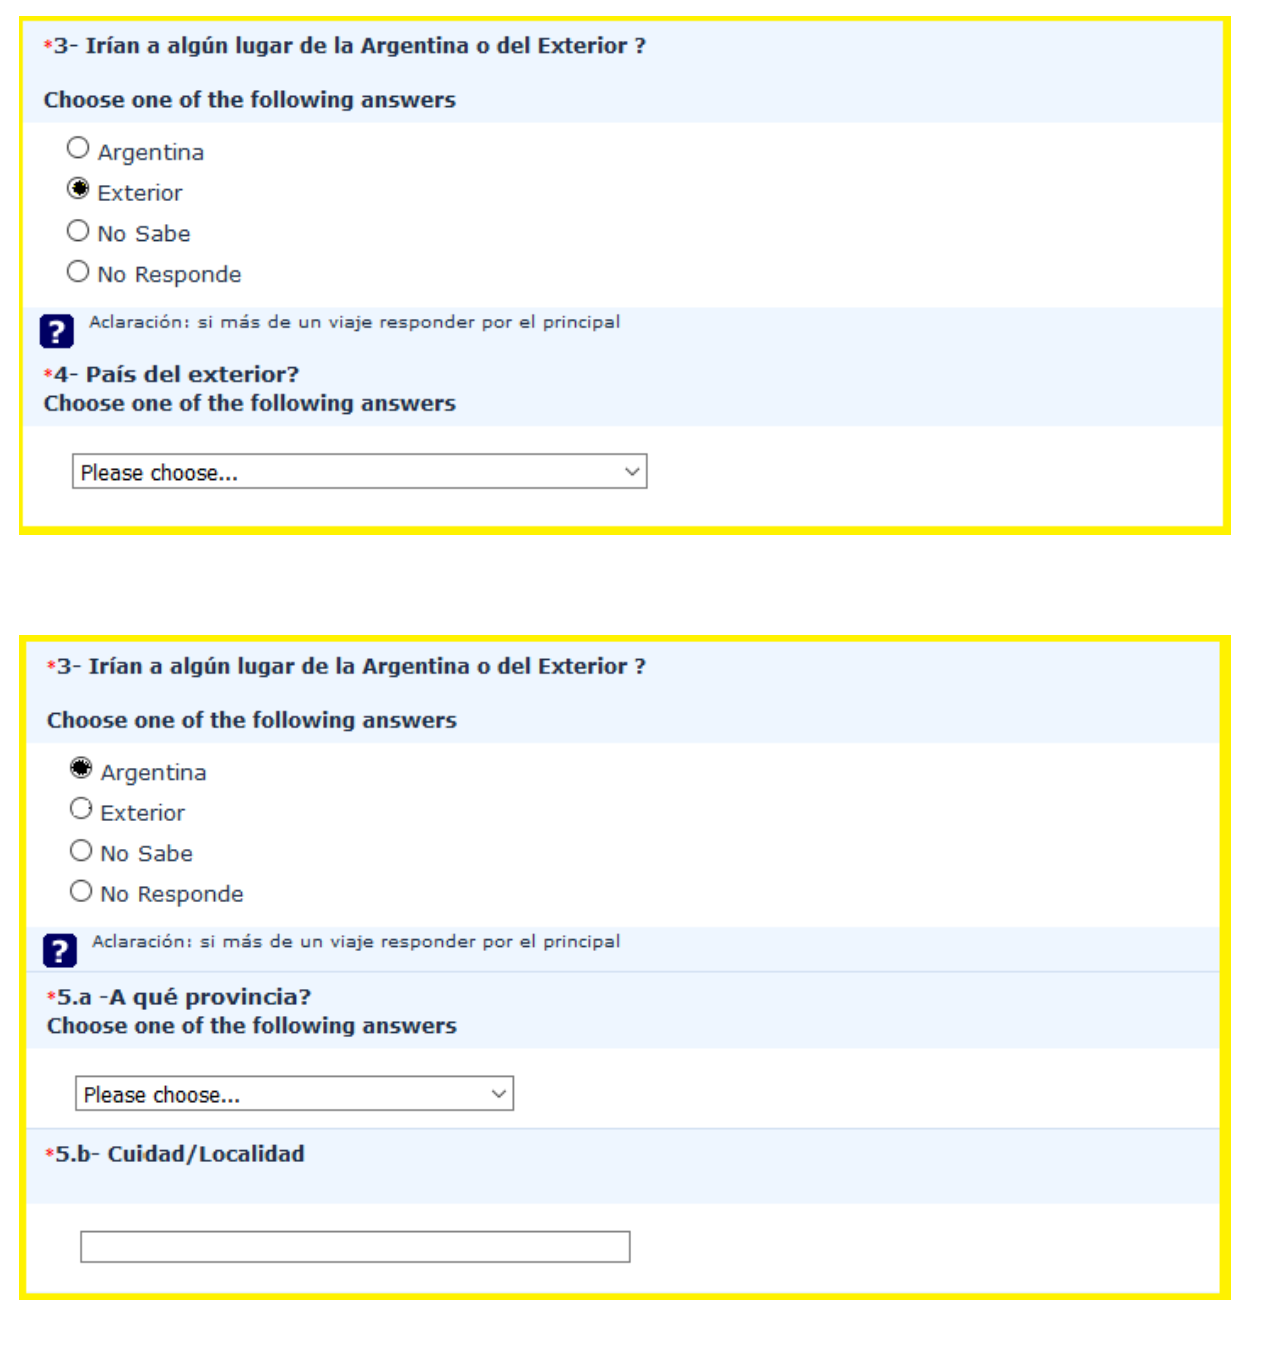 *3- Irían a algún lugar de la Argentina o del Exterior ?
Choose one of the following answers
Argentina
Exterior
No Sabe
No Responde
? Aclaración: si más de un viaje responder por el principal
*4- País del exterior?
Choose one of the following answers
Please choose...
*3- Irían a algún lugar de la Argentina o del Exterior ?
Choose one of the following answers
Argentina
Exterior
No Sabe
No Responde
? Aclaración: si más de un viaje responder por el principal
*5.a -A qué provincia?
Choose one of the following answers
Please choose...
*5.b- Cuidad/Localidad